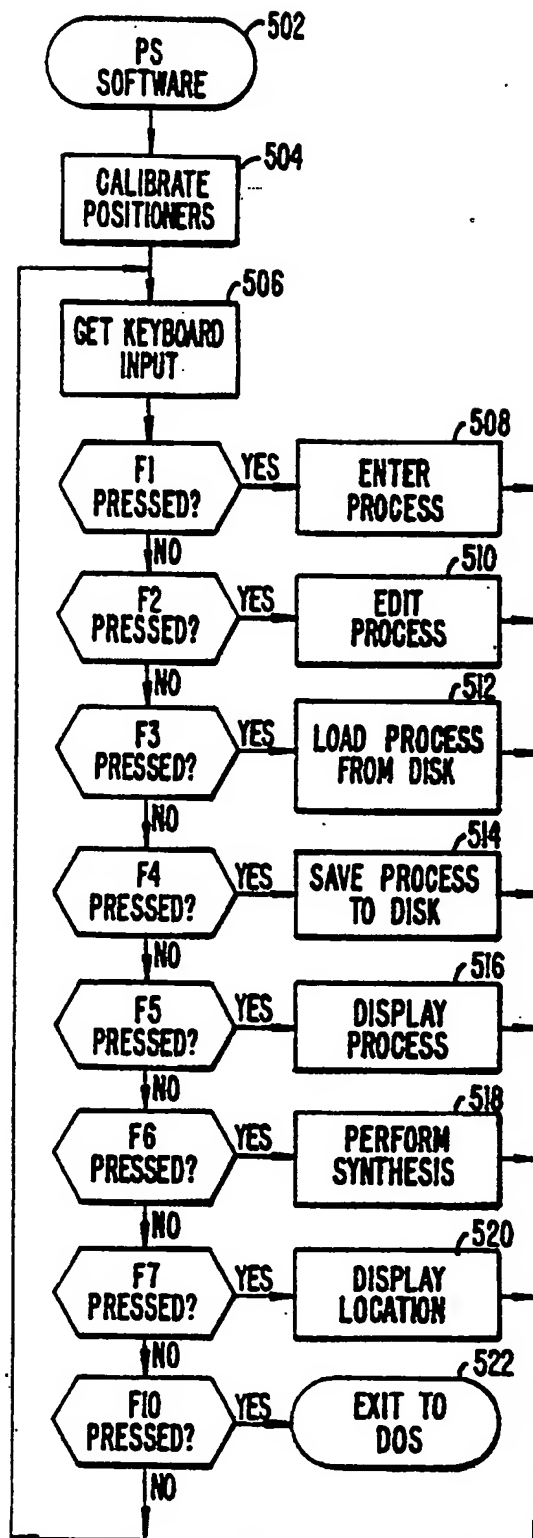 502
PS
SOFTWARE
504
CALIBRATE
POSITIONERS
506
GET KEYBOARD
INPUT
508
F1
PRESSED?
YES
ENTER
PROCESS
NO
510
F2
PRESSED?
YES
EDIT
PROCESS
NO
512
F3
PRESSED?
YES
LOAD PROCESS
FROM DISK
NO
514
F4
PRESSED?
YES
SAVE PROCESS
TO DISK
NO
516
F5
PRESSED?
YES
DISPLAY
PROCESS
NO
518
F6
PRESSED?
YES
PERFORM
SYNTHESIS
NO
520
F7
PRESSED?
YES
DISPLAY
LOCATION
NO
522
F10
PRESSED?
YES
EXIT TO
DOS
NO